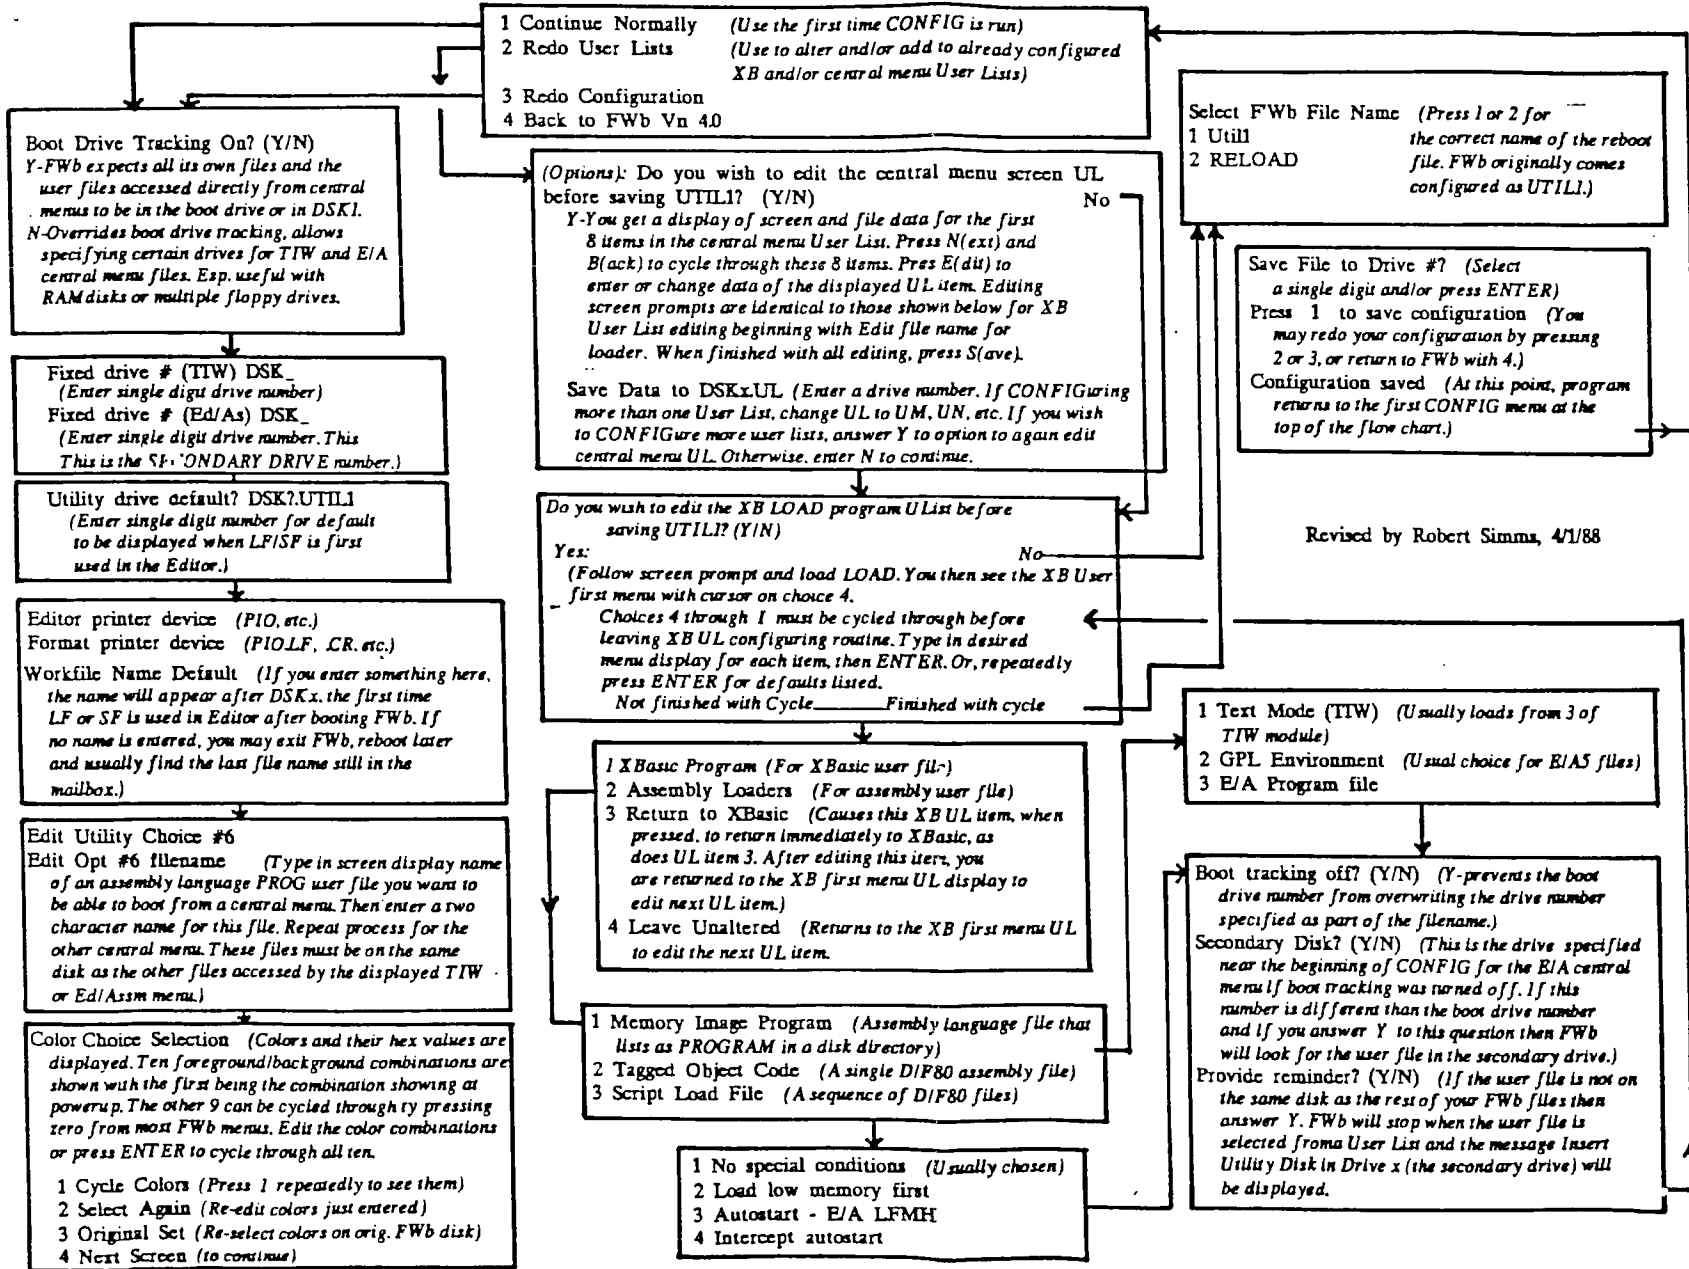 1 Continue Normally (Use the first time CONFIG is run)
2 Redo User Lists (Use to alter and/or add to already configured
XB and/or central menu User Lists)
3 Redo Configuration
4 Back to FWb Vn 4.0
Boot Drive Tracking On? (Y/N)
Y-FWb expects all its own files and the
user files accessed directly from central
menus to be in the boot drive or in DSK1.
N-Overrides boot drive tracking, allows
specifying certain drives for TIW and E/A
central menu files. Esp. useful with
RAMdisks or multiple floppy drives.
Fixed drive # (TIW) DSK_
(Enter single digit drive number)
Fixed drive # (Ed/As) DSK_
(Enter single digit drive number. This
This is the SECONDARY DRIVE number.)
Utility drive default? DSK?.UTIL1
(Enter single digit number for default
to be displayed when LF/SF is first
used in the Editor.)
Editor printer device (PIO, etc.)
Format printer device (PIO.LF, .CR. etc.)
Workfile Name Default (If you enter something here,
the name will appear after DSKx. the first time
LF or SF is used in Editor after booting FWb. If
no name is entered, you may exit FWb, reboot later
and usually find the last file name still in the
mailbox.)
Edit Utility Choice #6
Edit Opt #6 filename (Type in screen display name
of an assembly language PROG user file you want to
be able to boot from a central menu. Then enter a two
character name for this file. Repeat process for the
other central menu. These files must be on the same
disk as the other files accessed by the displayed TIW
or Ed/Assm menu.)
Color Choice Selection (Colors and their hex values are
displayed. Ten foreground/background combinations are
shown with the first being the combination showing at
powerup. The other 9 can be cycled through by pressing
zero from most FWb menus. Edit the color combinations
or press ENTER to cycle through all ten.
1 Cycle Colors (Press 1 repeatedly to see them)
2 Select Again (Re-edit colors just entered)
3 Original Set (Re-select colors on orig. FWb disk)
4 Next Screen (to continue)
(Options): Do you wish to edit the central menu screen UL
before saving UTIL1? (Y/N) No
Y-You get a display of screen and file data for the first
8 items in the central menu User List. Press N(ext) and
B(ack) to cycle through these 8 items. Pres E(dit) to
enter or change data of the displayed UL item. Editing
screen prompts are identical to those shown below for XB
User List editing beginning with Edit file name for
loader. When finished with all editing, press S(ave).
Save Data to DSKx.UL (Enter a drive number. If CONFIGuring
more than one User List, change UL to UM, UN, etc. If you wish
to CONFIGure more user lists, answer Y to option to again edit
central menu UL. Otherwise, enter N to continue.
Do you wish to edit the XB LOAD program UList before
saving UTIL1? (Y/N)
Yes: No
(Follow screen prompt and load LOAD. You then see the XB User
first menu with cursor on choice 4.
Choices 4 through I must be cycled through before
leaving XB UL configuring routine. Type in desired
menu display for each item, then ENTER. Or, repeatedly
press ENTER for defaults listed.
Not finished with Cycle Finished with cycle
1 XBasic Program (For XBasic user file)
2 Assembly Loaders (For assembly user file)
3 Return to XBasic (Causes this XB UL item, when
pressed, to return immediately to XBasic, as
does UL item 3. After editing this item, you
are returned to the XB first menu UL display to
edit next UL item.)
4 Leave Unaltered (Returns to the XB first menu UL
to edit the next UL item.
1 Memory Image Program (Assembly language file that
lists as PROGRAM in a disk directory)
2 Tagged Object Code (A single D/F80 assembly file)
3 Script Load File (A sequence of D/F80 files)
1 No special conditions (Usually chosen)
2 Load low memory first
3 Autostart - E/A LFMH
4 Intercept autostart
Select FWb File Name (Press 1 or 2 for
1 Util1 the correct name of the reboot
2 RELOAD file. FWb originally comes
configured as UTIL1.)
Save File to Drive #? (Select
a single digit and/or press ENTER)
Press 1 to save configuration (You
may redo your configuration by pressing
2 or 3, or return to FWb with 4.)
Configuration saved (At this point, program
returns to the first CONFIG menu at the
top of the flow chart.)
Revised by Robert Simms, 4/1/88
1 Text Mode (TIW) (Usually loads from 3 of
TIW module)
2 GPL Environment (Usual choice for E/A5 files)
3 E/A Program file
Boot tracking off? (Y/N) (Y-prevents the boot
drive number from overwriting the drive number
specified as part of the filename.)
Secondary Disk? (Y/N) (This is the drive specified
near the beginning of CONFIG for the E/A central
menu if boot tracking was turned off. If this
number is different than the boot drive number
and if you answer Y to this question then FWb
will look for the user file in the secondary drive.)
Provide reminder? (Y/N) (If the user file is not on
the same disk as the rest of your FWb files then
answer Y. FWb will stop when the user file is
selected froma User List and the message Insert
Utility Disk in Drive x (the secondary drive) will
be displayed.